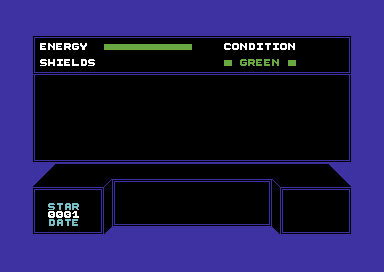 ENERGY CONDITION
SHIELDS GREEN
STAR
0001
DATE